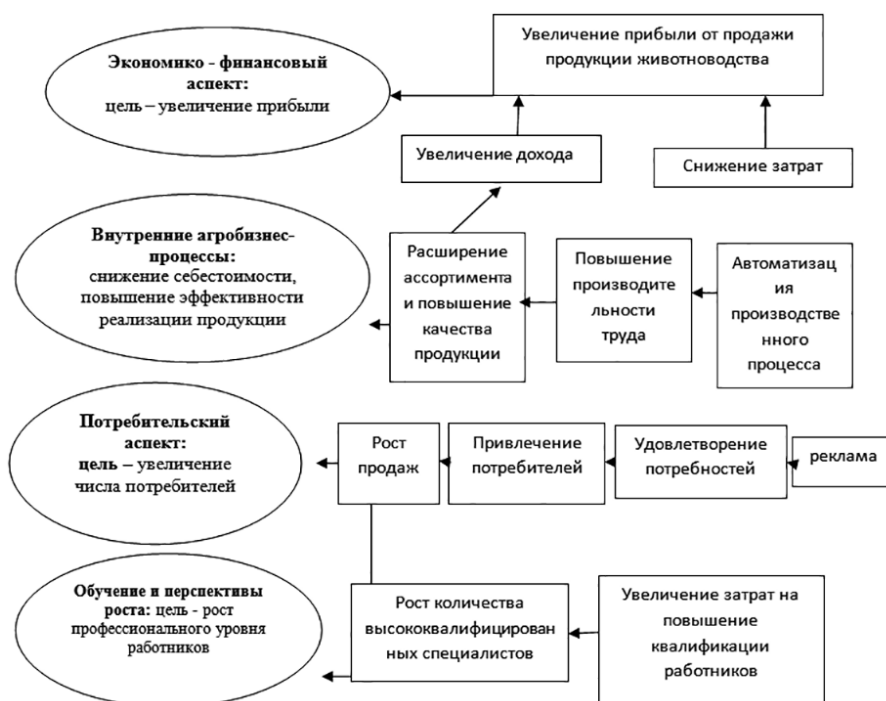 Экономико - финансовый
аспект:
цель – увеличение прибыли
Увеличение прибыли от продажи
продукции животноводства
Увеличение дохода
Снижение затрат
Внутренние агробизнес-
процессы:
снижение себестоимости,
повышение эффективности
реализации продукции
Расширение
ассортимента
и повышение
качества
продукции
Повышение
производите
льности
труда
Автоматизац
ия
производстве
нного
процесса
Потребительский
аспект:
цель – увеличение
числа потребителей
Рост
продаж
Привлечение
потребителей
Удовлетворение
потребностей
реклама
Обучение и перспективы
роста: цель - рост
профессионального уровня
работников
Рост количества
высококвалифицирован
ных специалистов
Увеличение затрат на
повышение
квалификации
работников